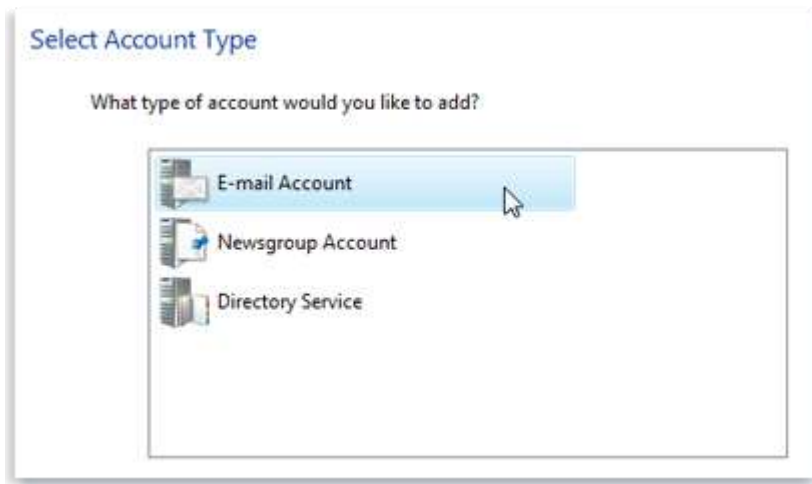 Select Account Type
What type of account would you like to add?
E-mail Account
Newsgroup Account
Directory Service